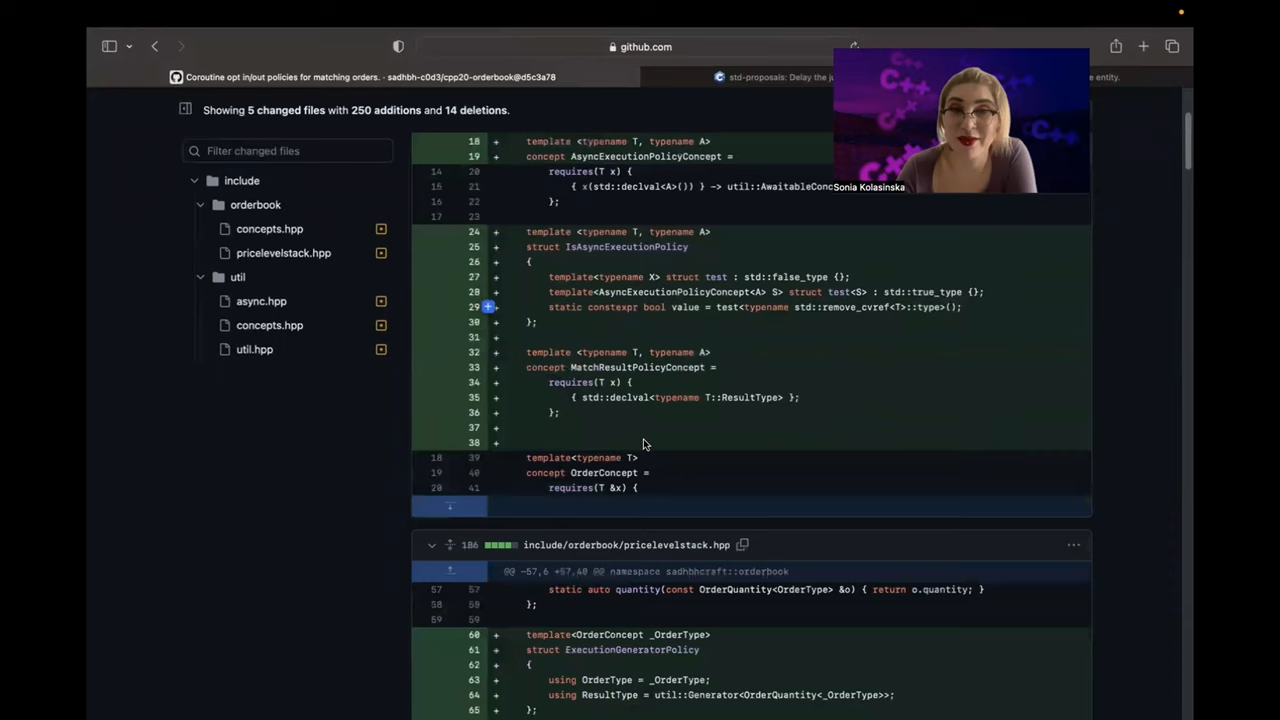 github.com
Coroutine opt in/out policies for matching orders. · sadhbh-c0d3/cpp20-orderbook@d5c3a78
std-proposals: Delay the ju
entity.
Showing 5 changed files with 250 additions and 14 deletions.
Filter changed files
include
orderbook
concepts.hpp
pricelevelstack.hpp
util
async.hpp
concepts.hpp
util.hpp
18 + template <typename T, typename A>
19 + concept AsyncExecutionPolicyConcept =
14 20 requires(T x) {
15 21 { x(std::declval<A>()) } -> util::AwaitableConc
16 22 };
17 23
24 + template <typename T, typename A>
25 + struct IsAsyncExecutionPolicy
26 + {
27 + template<typename X> struct test : std::false_type {};
28 + template<AsyncExecutionPolicyConcept<A> S> struct test<S> : std::true_type {};
29 + static constexpr bool value = test<typename std::remove_cvref<T>::type>();
30 + };
31 +
32 + template <typename T, typename A>
33 + concept MatchResultPolicyConcept =
34 + requires(T x) {
35 + { std::declval<typename T::ResultType> };
36 + };
37 +
38 +
18 39 template<typename T>
19 40 concept OrderConcept =
20 41 requires(T &x) {
186 include/orderbook/pricelevelstack.hpp
@@ -57,6 +57,40 @@ namespace sadhbhcraft::orderbook
57 57 static auto quantity(const OrderQuantity<OrderType> &o) { return o.quantity; }
58 58 };
59 59
60 + template<OrderConcept _OrderType>
61 + struct ExecutionGeneratorPolicy
62 + {
63 + using OrderType = _OrderType;
64 + using ResultType = util::Generator<OrderQuantity<_OrderType>>;
65 + };
C++
Sonia Kolasinska